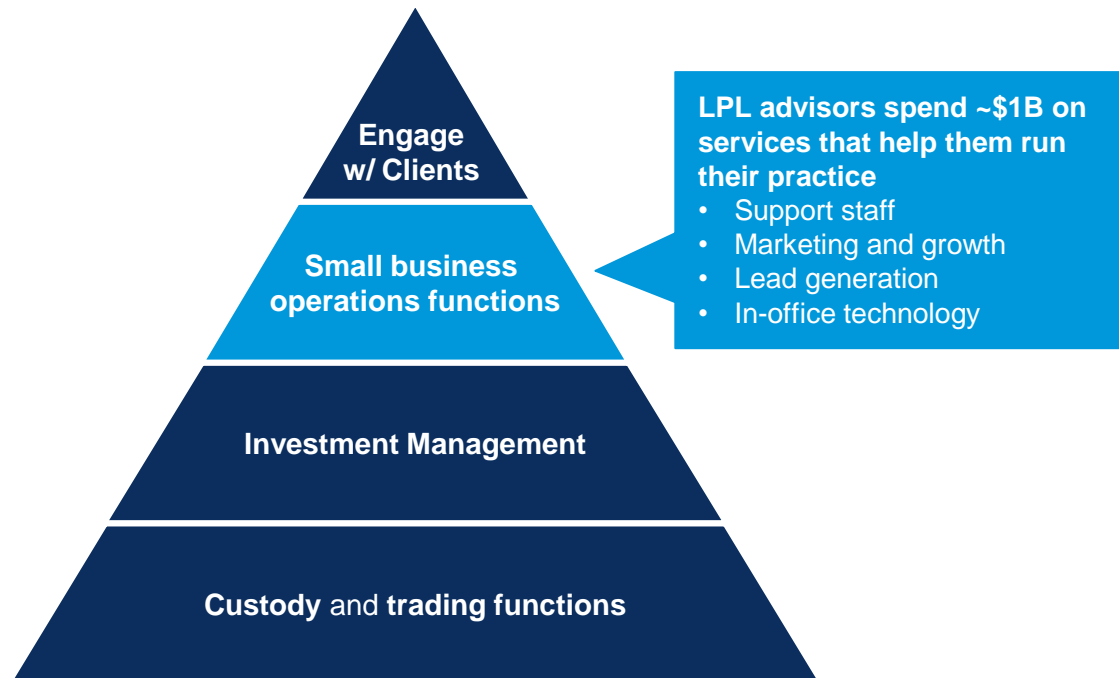 Engage
w/ Clients
Small business
operations functions
Investment Management
Custody and trading functions
LPL advisors spend ~$1B on
services that help them run
their practice
• Support staff
• Marketing and growth
• Lead generation
• In-office technology